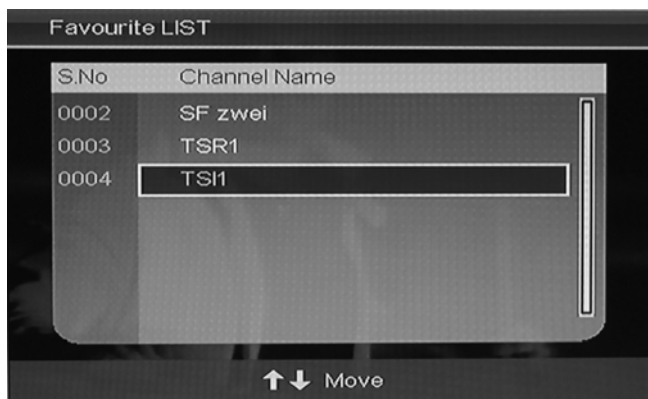 Favourite LIST
S.No Channel Name
0002 SF zwei
0003 TSR1
0004 TSI1
Move